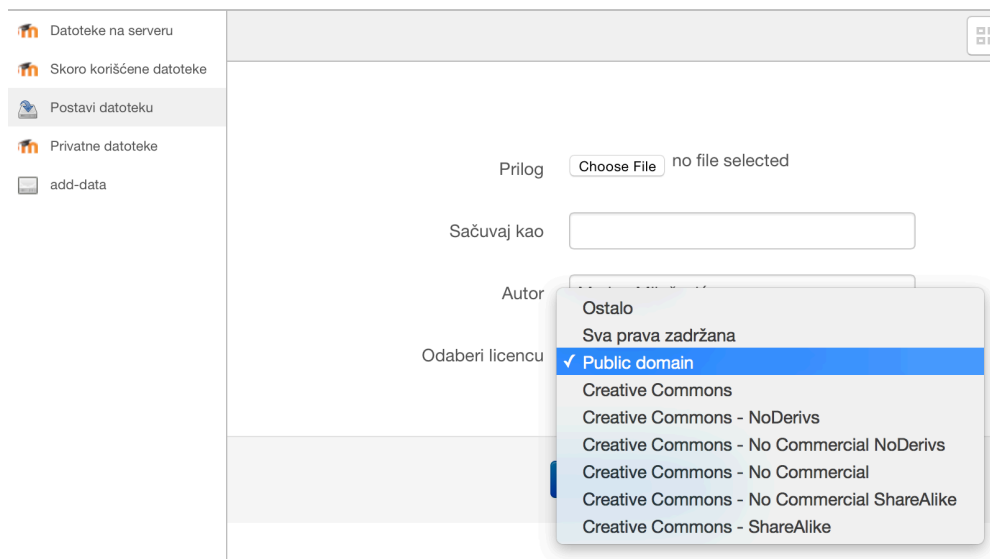 Datoteke na serveru
Skoro korišćene datoteke
Postavi datoteku
Privatne datoteke
add-data
Prilog
Choose File no file selected
Sačuvaj kao
Autor
Odaberi licencu
Ostalo
Sva prava zadržana
✓ Public domain
Creative Commons
Creative Commons - NoDerivs
Creative Commons - No Commercial NoDerivs
Creative Commons - No Commercial
Creative Commons - No Commercial ShareAlike
Creative Commons - ShareAlike